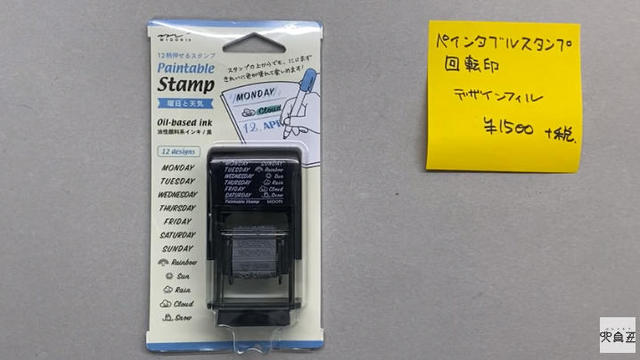 MIDORI
12柄押せるスタンプ
Paintable
Stamp
曜日と天気
Oil-based ink
油性顔料系インキ/黒
12 designs
MONDAY
TUESDAY
WEDNESDAY
THURSDAY
FRIDAY
SATURDAY
SUNDAY
Rainbow
Sun
Rain
Cloud
Snow
スタンプの上からでも、にじまず
きれいに色が塗れて楽しめます!
MONDAY
Cloud
12. APR
MONDAY SUNDAY
TUESDAY Rainbow
WEDNESDAY Sun
THURSDAY Rain
FRIDAY Cloud
SATURDAY Snow
Paintable Stamp MIDORI
MONDAY
ペインタブルスタンプ
回転印
デザインフィル
¥1500 +税.